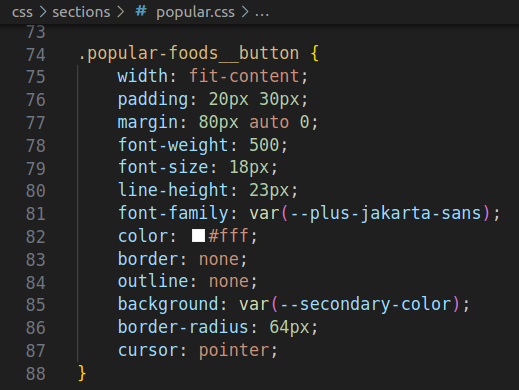 css > sections > # popular.css > ...
73
74 .popular-foods__button {
75     width: fit-content;
76     padding: 20px 30px;
77     margin: 80px auto 0;
78     font-weight: 500;
79     font-size: 18px;
80     line-height: 23px;
81     font-family: var(--plus-jakarta-sans);
82     color: #fff;
83     border: none;
84     outline: none;
85     background: var(--secondary-color);
86     border-radius: 64px;
87     cursor: pointer;
88 }